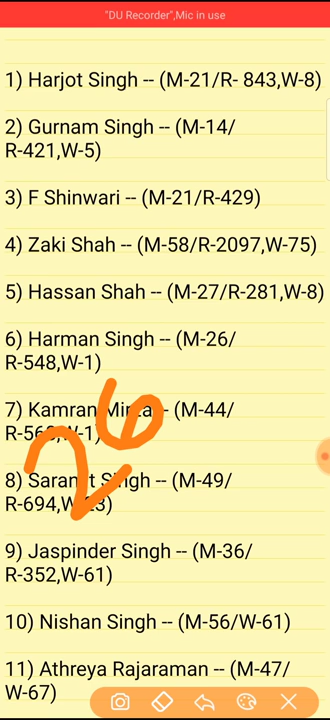 "DU Recorder",Mic in use
1) Harjot Singh -- (M-21/R- 843,W-8)
2) Gurnam Singh -- (M-14/
R-421,W-5)
3) F Shinwari -- (M-21/R-429)
4) Zaki Shah -- (M-58/R-2097,W-75)
5) Hassan Shah -- (M-27/R-281,W-8)
6) Harman Singh -- (M-26/
R-548,W-1)
7) Kamran Mirza -- (M-44/
26
8) Singh -- (M-49/
9) Jaspinder Singh -- (M-36/
R-352,W-61)
10) Nishan Singh -- (M-56/W-61)
11) Athreya Rajaraman -- (M-47/
W-67)